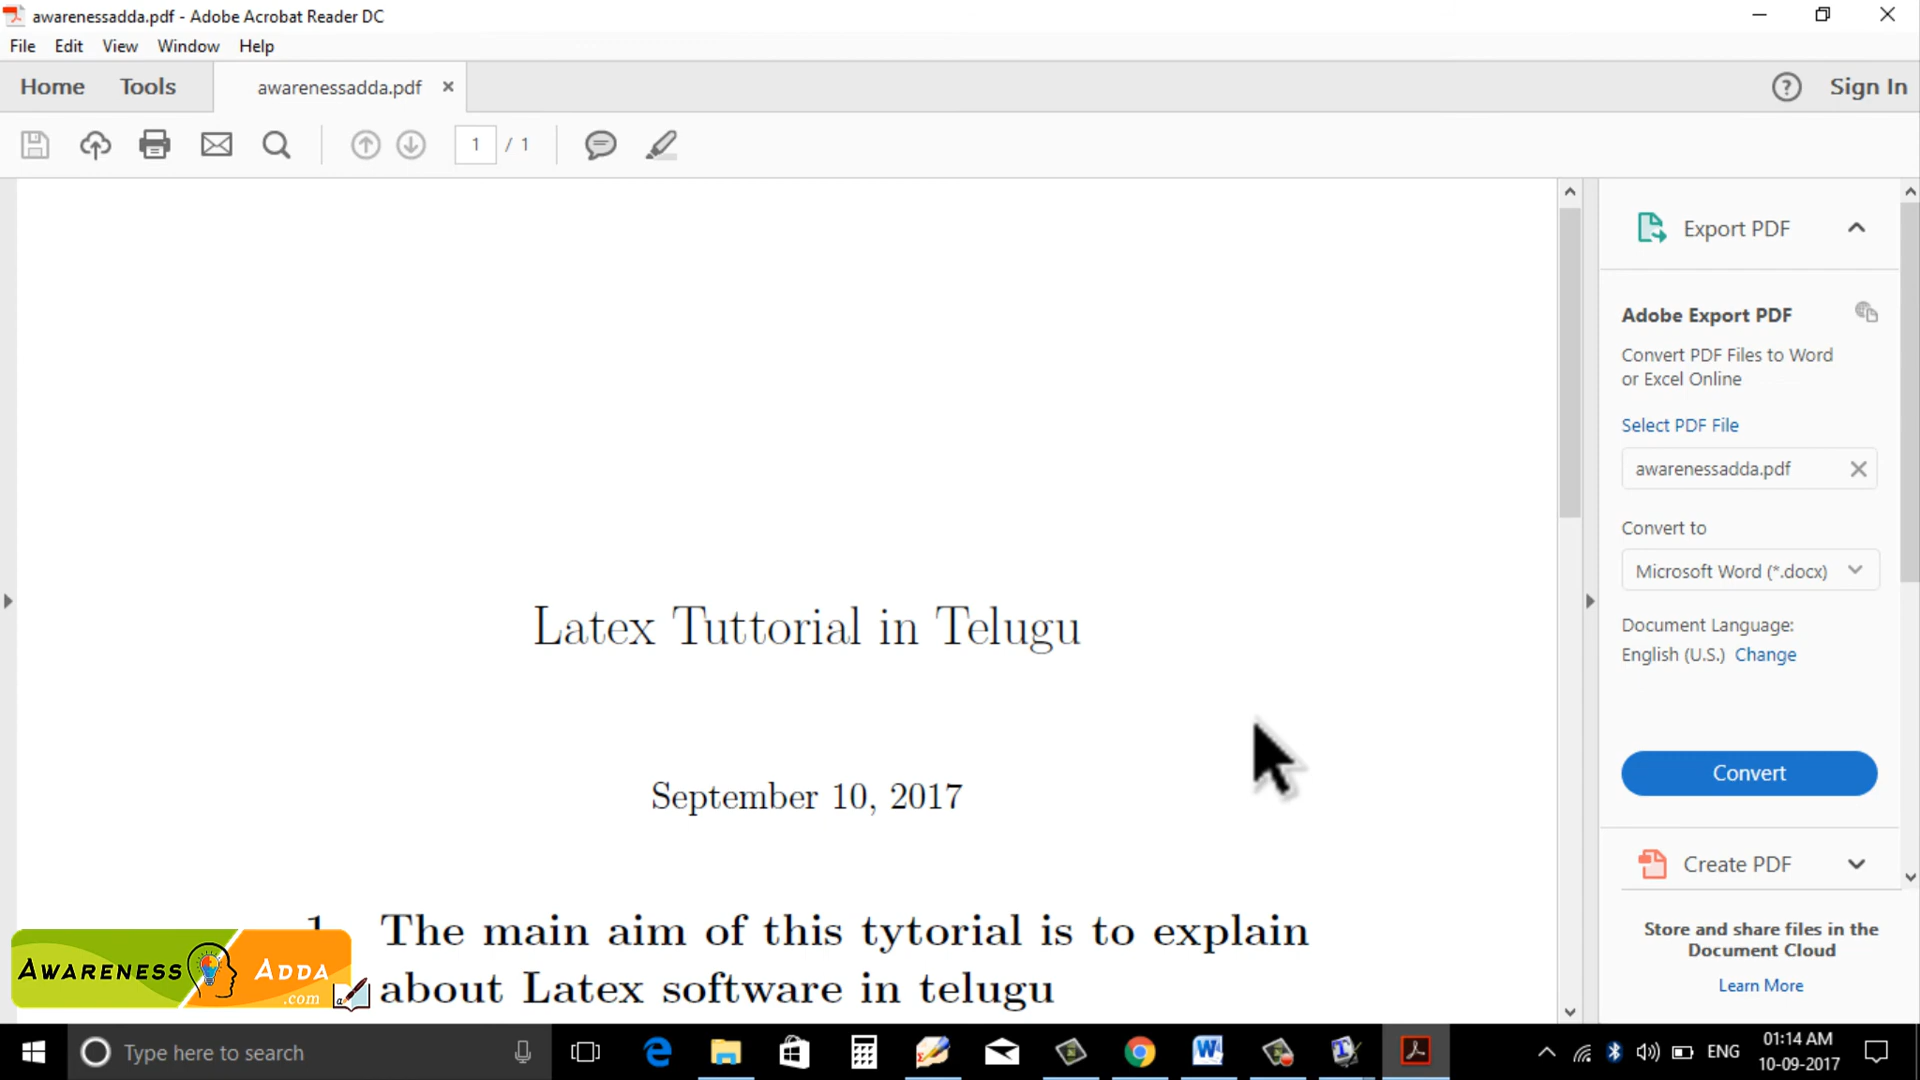 awarenessadda.pdf - Adobe Acrobat Reader DC
File Edit View Window Help
Home Tools awarenessadda.pdf × ? Sign In
1 / 1
Export PDF
Adobe Export PDF
Convert PDF Files to Word
or Excel Online
Select PDF File
awarenessadda.pdf
Convert to
Microsoft Word (*.docx)
Document Language:
English (U.S.) Change
Convert
Create PDF
Store and share files in the
Document Cloud
Learn More
Latex Tuttorial in Telugu
September 10, 2017
1 The main aim of this tytorial is to explain
about Latex software in telugu
AWARENESS ADDA
.com
Type here to search
ENG
01:14 AM
10-09-2017